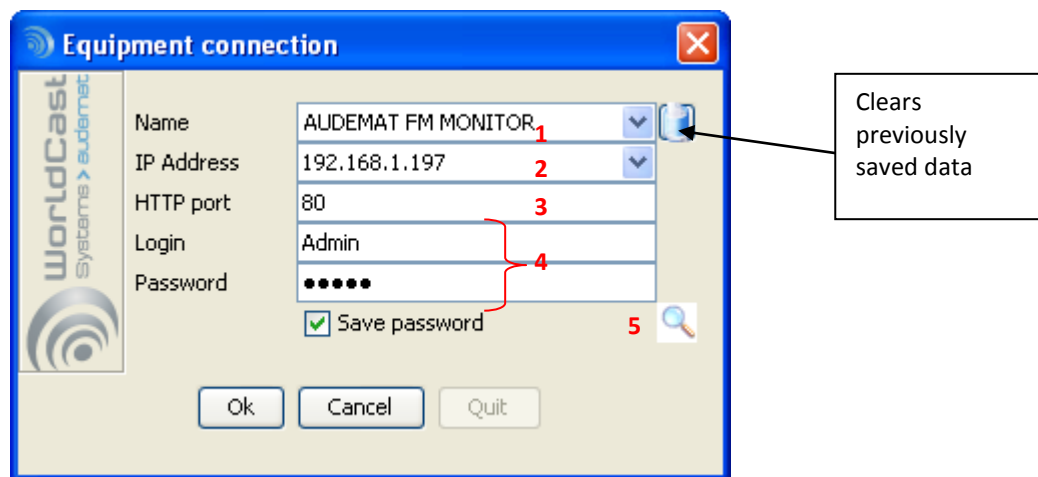 Equipment connection
WorldCast
Systems > audemat
Name
AUDEMAT FM MONITOR
1
IP Address
192.168.1.197
2
HTTP port
80
3
Login
Admin
4
Password
•••••
Save password
5
Ok
Cancel
Quit
Clears
previously
saved data